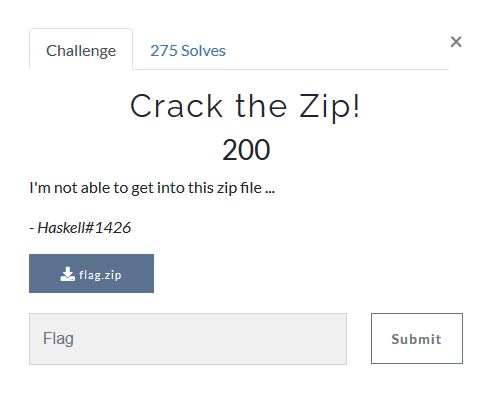 Challenge
275 Solves
×
Crack the Zip!
200
I'm not able to get into this zip file ...
- Haskell#1426
flag.zip
Flag
Submit